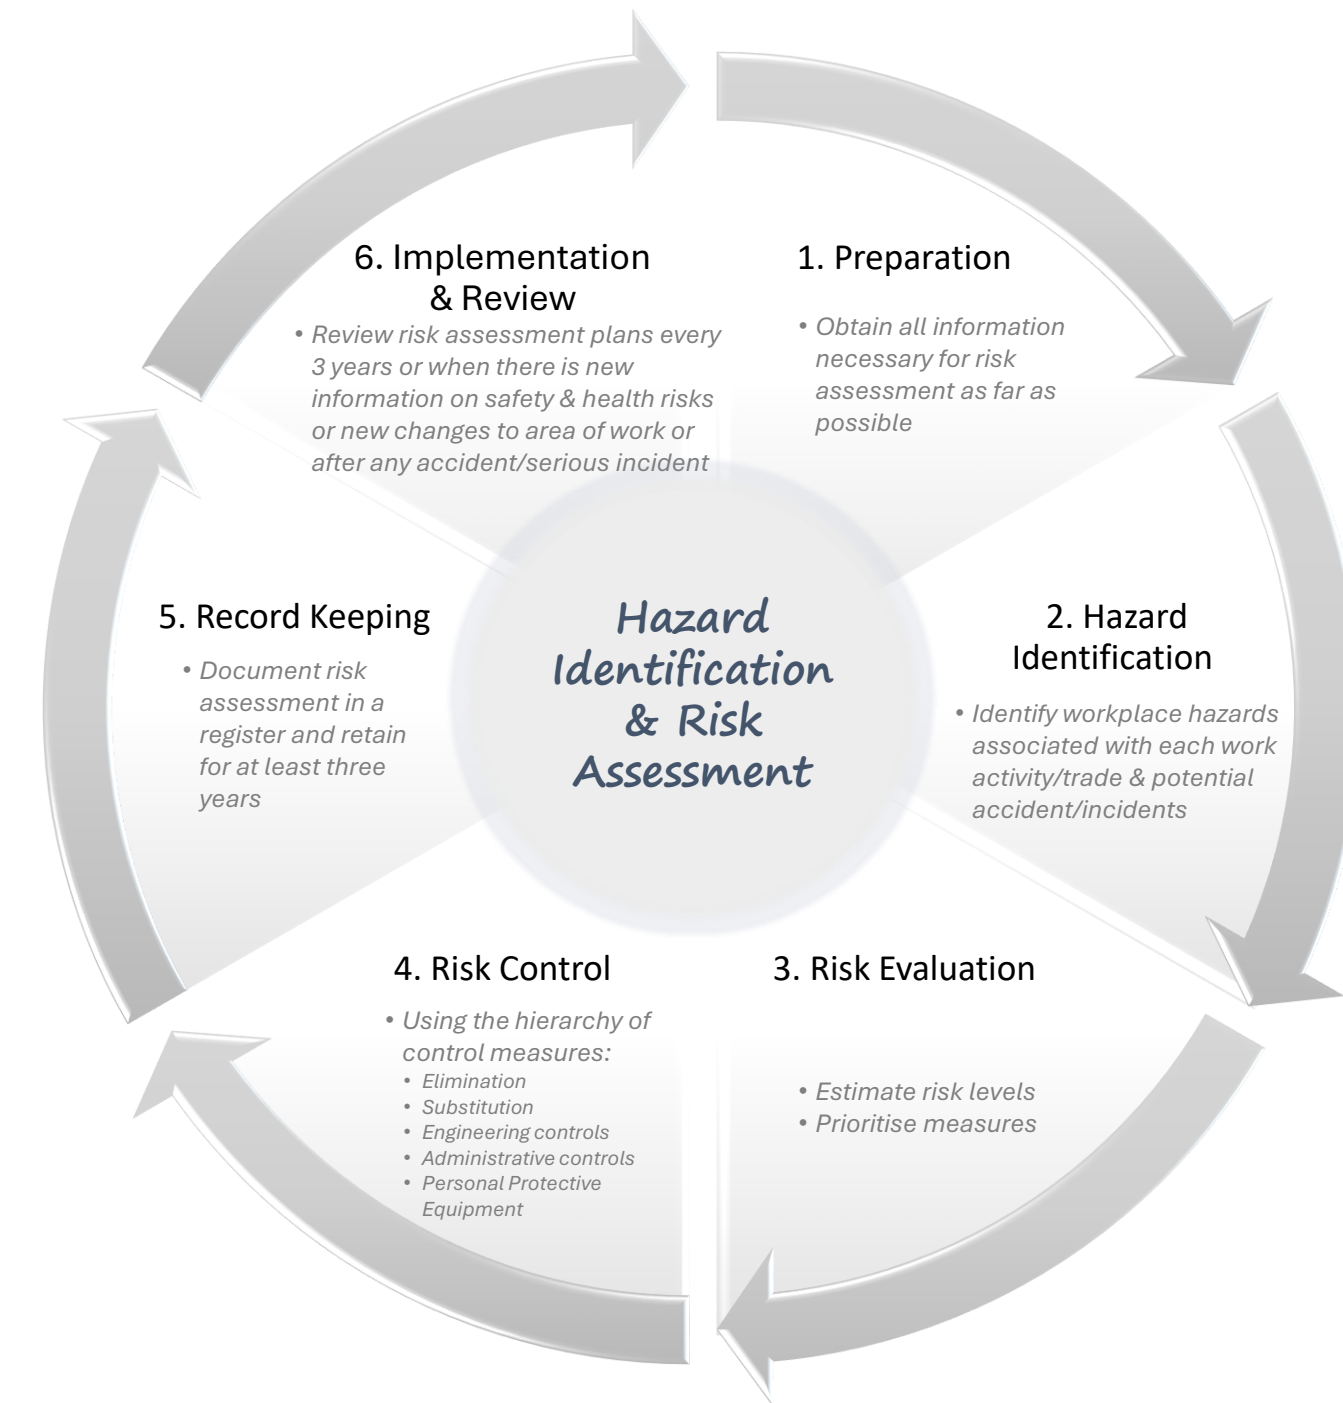 Hazard
Identification
& Risk
Assessment
1. Preparation
• Obtain all information
necessary for risk
assessment as far as
possible
2. Hazard
Identification
• Identify workplace hazards
associated with each work
activity/trade & potential
accident/incidents
3. Risk Evaluation
• Estimate risk levels
• Prioritise measures
4. Risk Control
• Using the hierarchy of
control measures:
• Elimination
• Substitution
• Engineering controls
• Administrative controls
• Personal Protective
Equipment
5. Record Keeping
• Document risk
assessment in a
register and retain
for at least three
years
6. Implementation
& Review
• Review risk assessment plans every
3 years or when there is new
information on safety & health risks
or new changes to area of work or
after any accident/serious incident